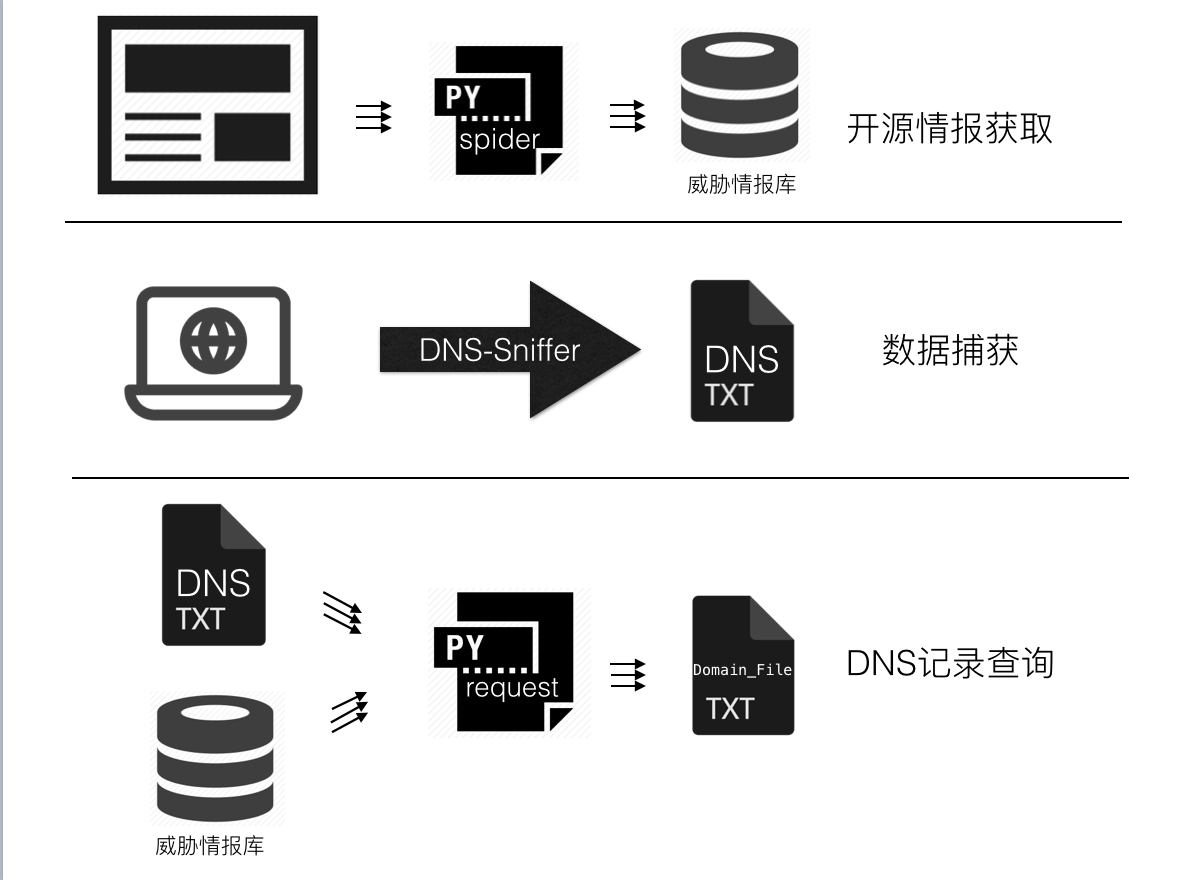 PY
spider
威胁情报库
开源情报获取
DNS-Sniffer
DNS
TXT
数据捕获
DNS
TXT
威胁情报库
PY
request
Domain_File
TXT
DNS记录查询